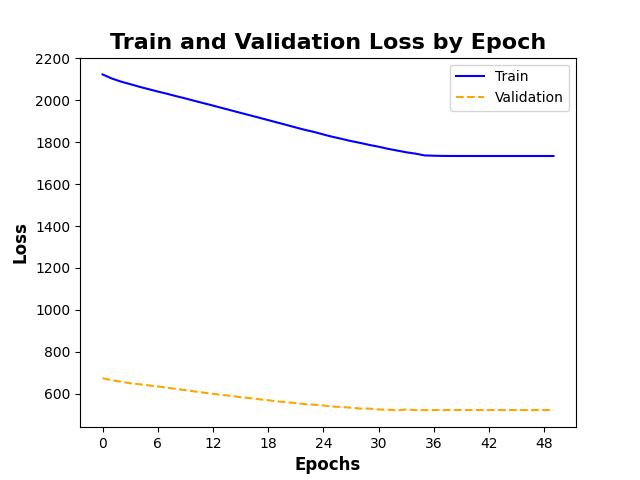 Train and Validation Loss by Epoch
Train
Validation
2200
2000
1800
1600
1400
1200
1000
800
600
Loss
0 6 12 18 24 30 36 42 48
Epochs